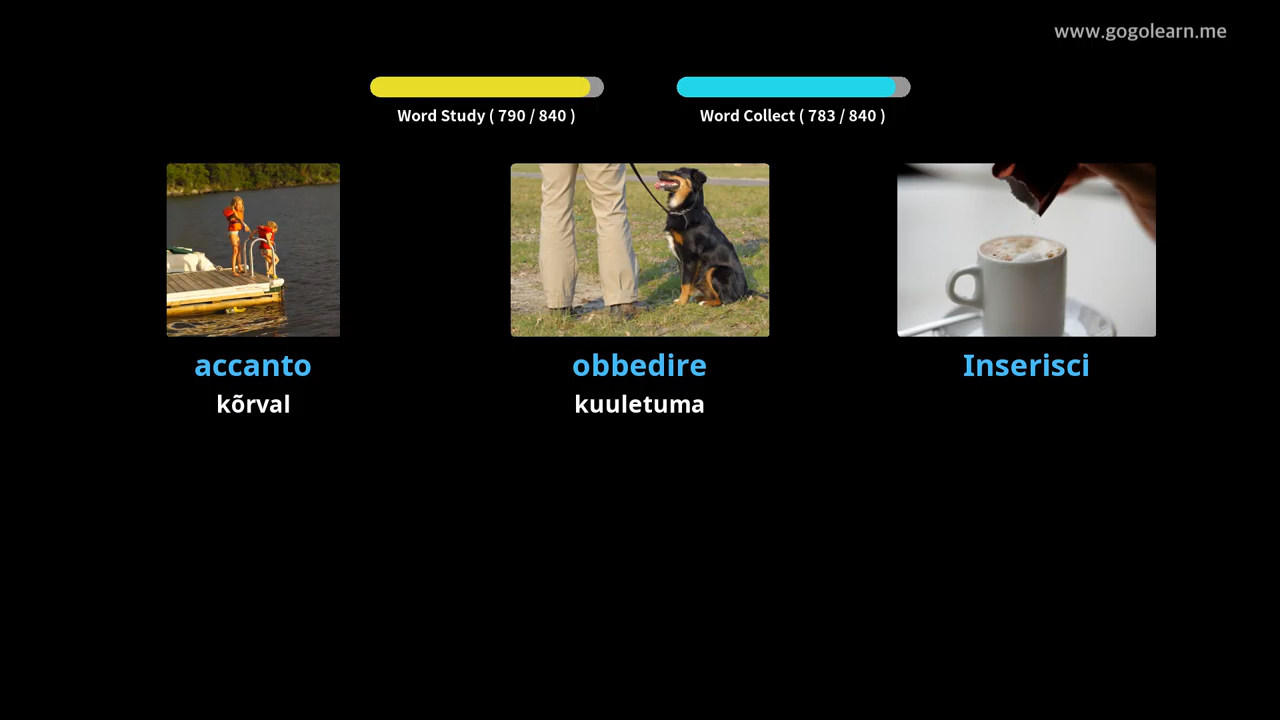 www.gogolearn.me
Word Study ( 790 / 840 )
Word Collect ( 783 / 840 )
accanto
obbedire
Inserisci
kõrval
kuuletuma